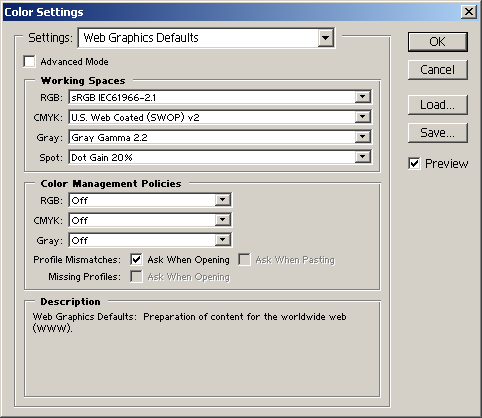 Color Settings
Settings: Web Graphics Defaults
OK
Advanced Mode
Cancel
Working Spaces
RGB: sRGB IEC61966-2.1
Load...
CMYK: U.S. Web Coated (SWOP) v2
Gray: Gray Gamma 2.2
Save...
Spot: Dot Gain 20%
Preview
Color Management Policies
RGB: Off
CMYK: Off
Gray: Off
Profile Mismatches: Ask When Opening Ask When Pasting
Missing Profiles: Ask When Opening
Description
Web Graphics Defaults: Preparation of content for the worldwide web
(WWW).